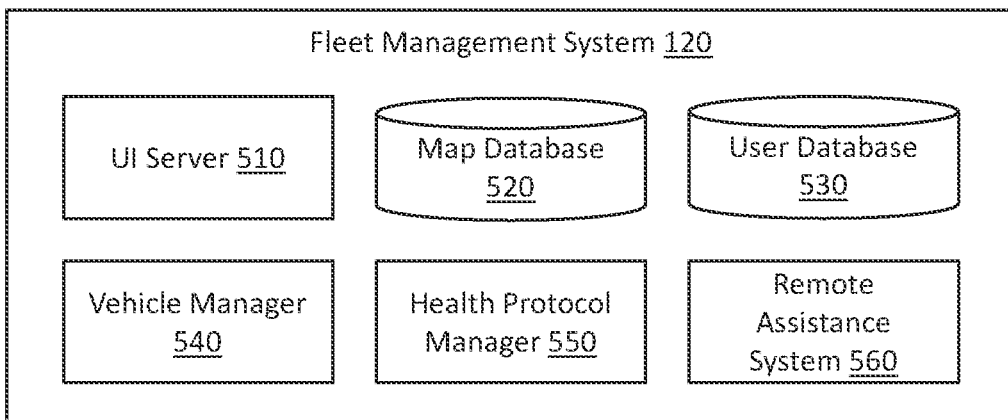 Fleet Management System 120
UI Server 510
Map Database
520
User Database
530
Vehicle Manager
540
Health Protocol
Manager 550
Remote
Assistance
System 560